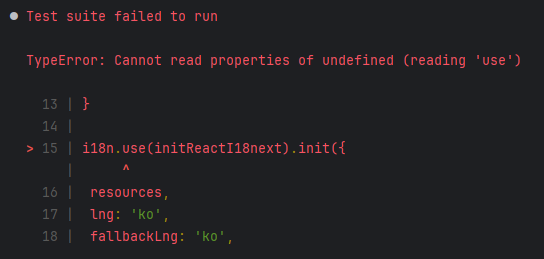 ● Test suite failed to run
TypeError: Cannot read properties of undefined (reading 'use')
13 | }
14 |
> 15 | i18n.use(initReactI18next).init({
| ^
16 | resources,
17 | lng: 'ko',
18 | fallbackLng: 'ko',